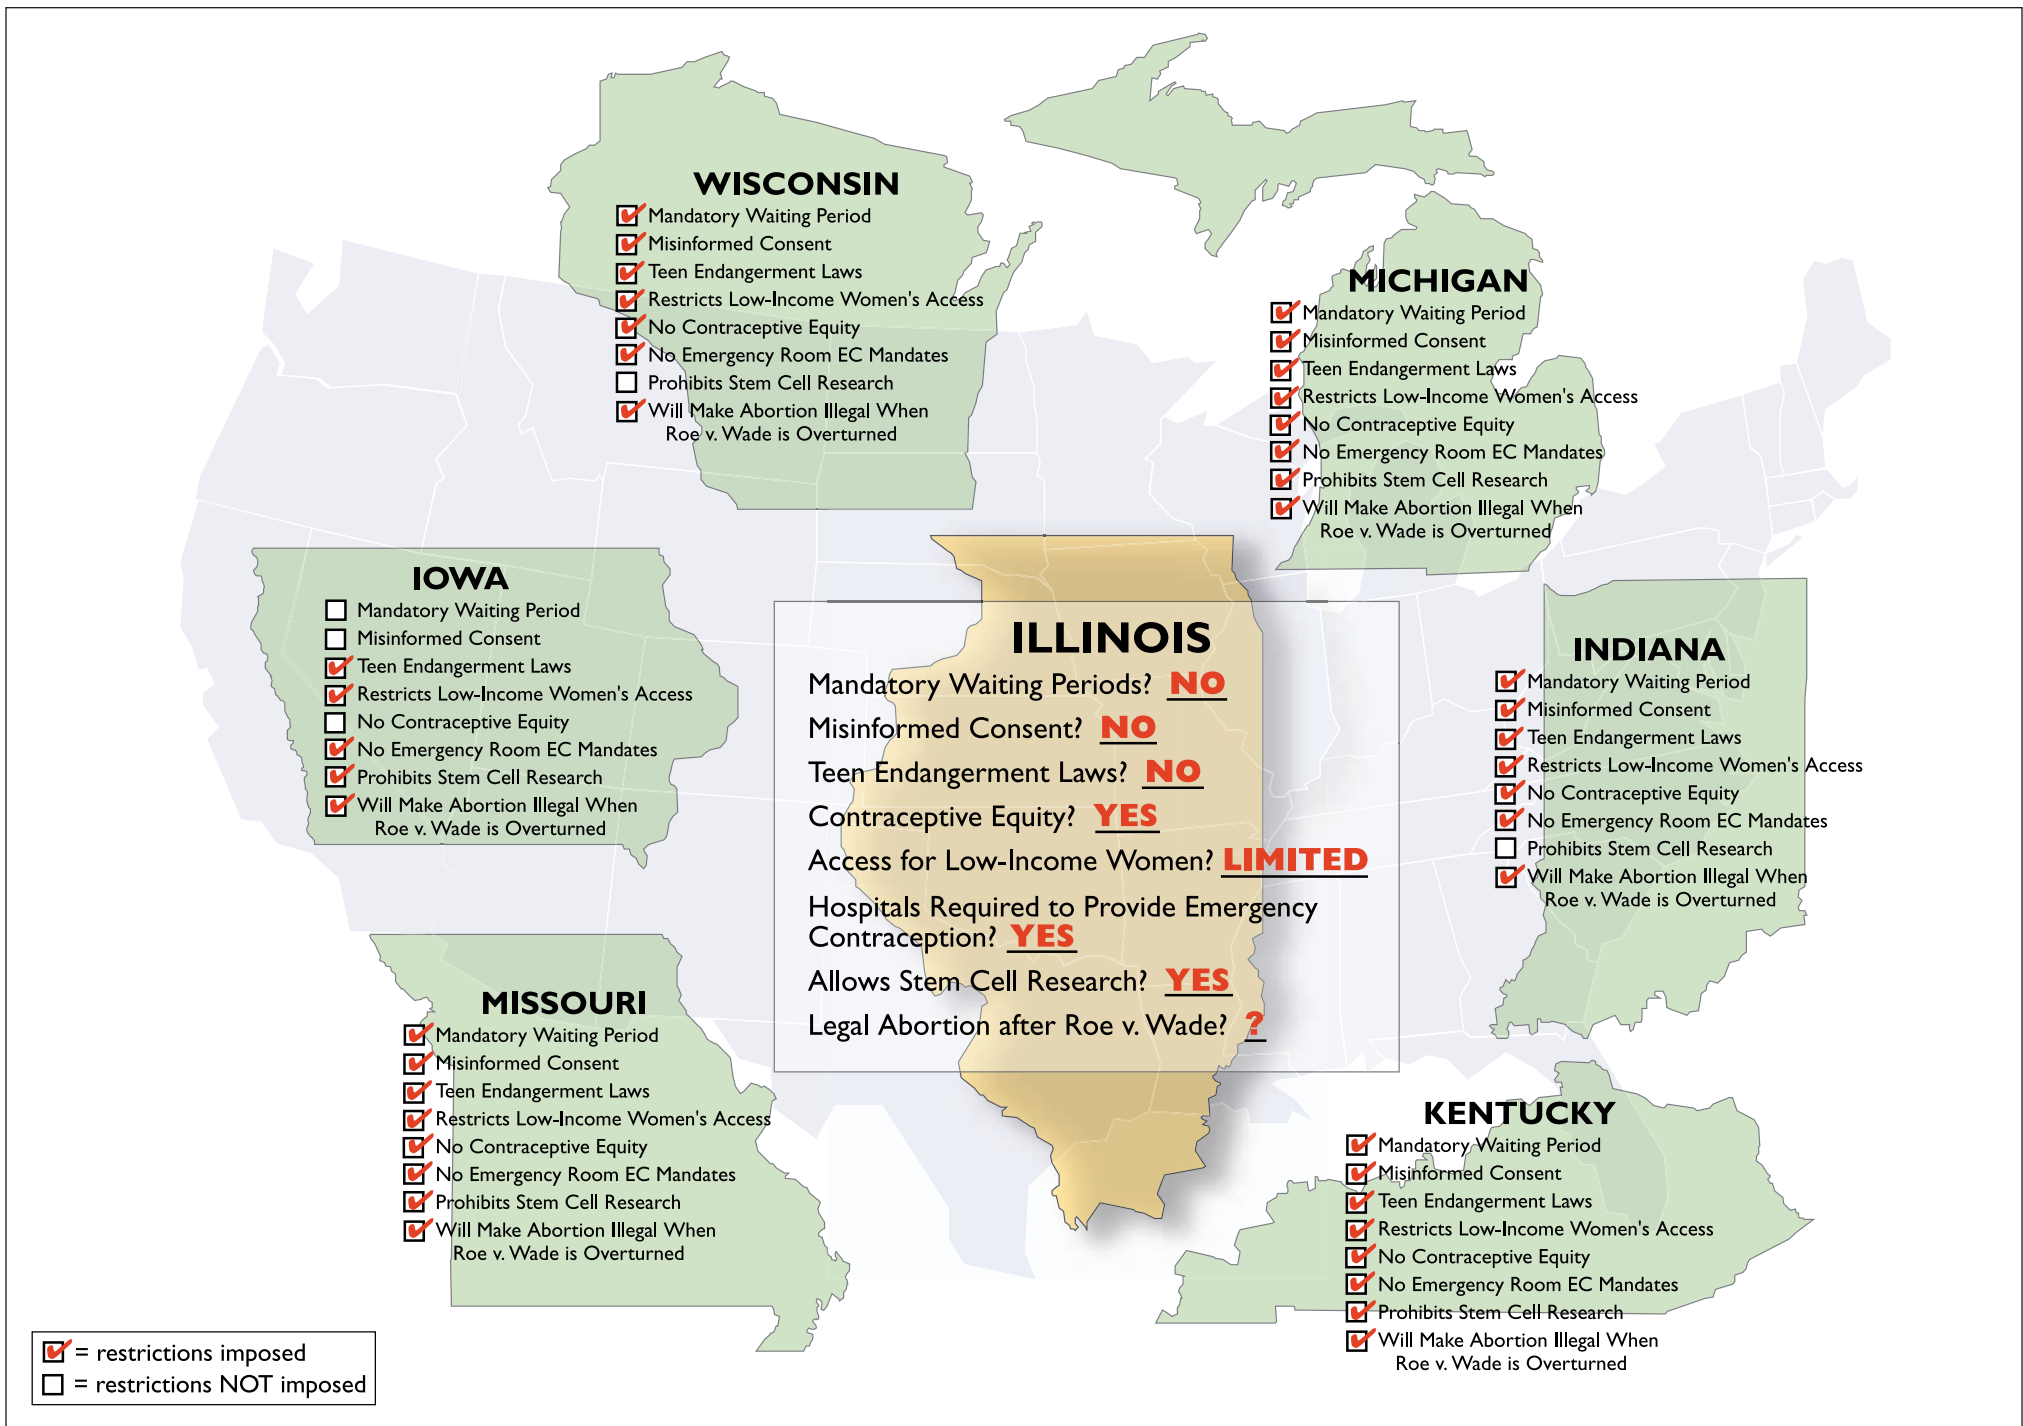 WISCONSIN
Mandatory Waiting Period
Misinformed Consent
Teen Endangerment Laws
Restricts Low-Income Women's Access
No Contraceptive Equity
No Emergency Room EC Mandates
Prohibits Stem Cell Research
Will Make Abortion Illegal When
Roe v. Wade is Overturned
MICHIGAN
Mandatory Waiting Period
Misinformed Consent
Teen Endangerment Laws
Restricts Low-Income Women's Access
No Contraceptive Equity
No Emergency Room EC Mandates
Prohibits Stem Cell Research
Will Make Abortion Illegal When
Roe v. Wade is Overturned
IOWA
Mandatory Waiting Period
Misinformed Consent
Teen Endangerment Laws
Restricts Low-Income Women's Access
No Contraceptive Equity
No Emergency Room EC Mandates
Prohibits Stem Cell Research
Will Make Abortion Illegal When
Roe v. Wade is Overturned
ILLINOIS
Mandatory Waiting Periods? NO
Misinformed Consent? NO
Teen Endangerment Laws? NO
Contraceptive Equity? YES
Access for Low-Income Women? LIMITED
Hospitals Required to Provide Emergency
Contraception? YES
Allows Stem Cell Research? YES
Legal Abortion after Roe v. Wade? ?
INDIANA
Mandatory Waiting Period
Misinformed Consent
Teen Endangerment Laws
Restricts Low-Income Women's Access
No Contraceptive Equity
No Emergency Room EC Mandates
Prohibits Stem Cell Research
Will Make Abortion Illegal When
Roe v. Wade is Overturned
MISSOURI
Mandatory Waiting Period
Misinformed Consent
Teen Endangerment Laws
Restricts Low-Income Women's Access
No Contraceptive Equity
No Emergency Room EC Mandates
Prohibits Stem Cell Research
Will Make Abortion Illegal When
Roe v. Wade is Overturned
KENTUCKY
Mandatory Waiting Period
Misinformed Consent
Teen Endangerment Laws
Restricts Low-Income Women's Access
No Contraceptive Equity
No Emergency Room EC Mandates
Prohibits Stem Cell Research
Will Make Abortion Illegal When
Roe v. Wade is Overturned
= restrictions imposed
= restrictions NOT imposed